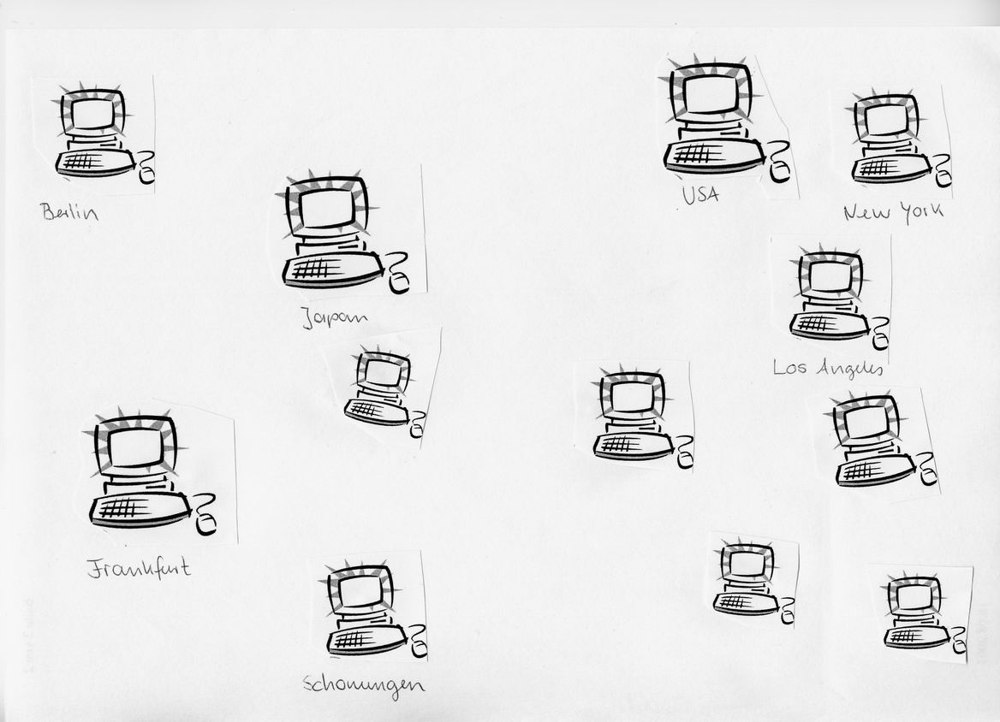 Berlin
USA
New York
Japan
Los Angeles
Frankfurt
Schonungen